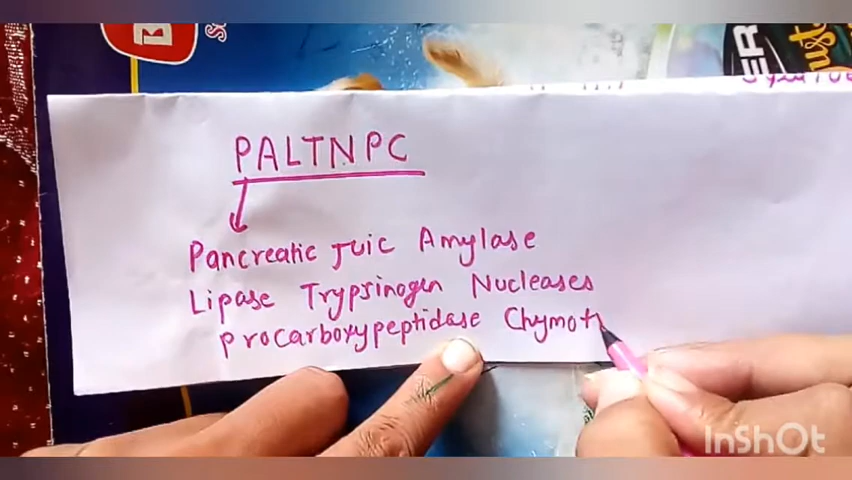 PALTNPC
Pancreatic Juic Amylase
Lipase Trypsinogen Nucleases
Procarboxypeptidase Chymot
InShOt